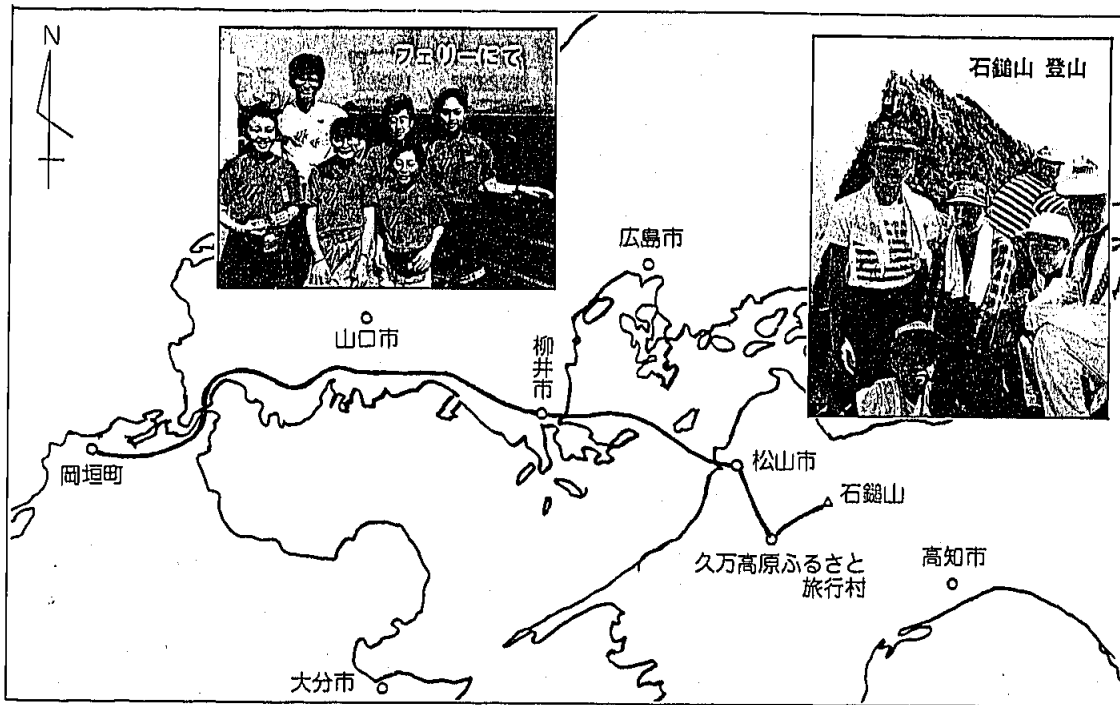 N
フェリーにて
石鎚山 登山
広島市
山口市
柳井市
岡垣町
松山市
石鎚山
久万高原ふるさと
旅行村
高知市
大分市